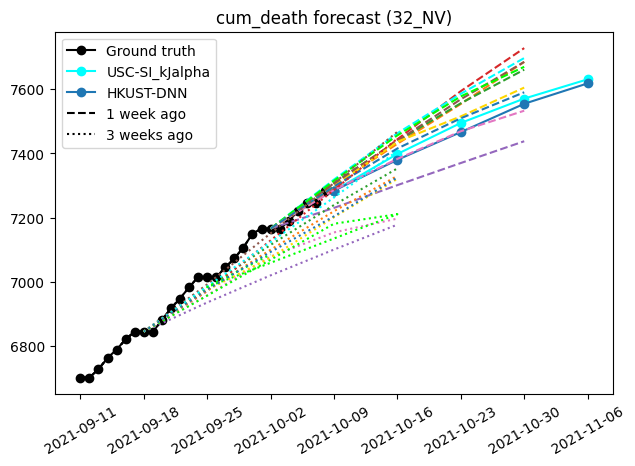 cum_death forecast (32_NV)
Ground truth
USC-SI_kJalpha
HKUST-DNN
1 week ago
3 weeks ago
7600
7400
7200
7000
6800
2021-09-11
2021-09-18
2021-09-25
2021-10-02
2021-10-09
2021-10-16
2021-10-23
2021-10-30
2021-11-06